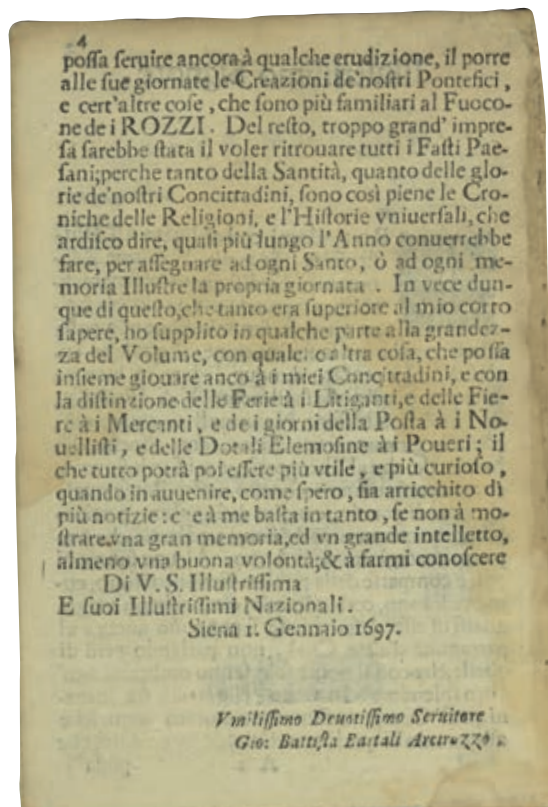 4
poſſa ſeruire ancora à qualche erudizione, il porre
alle ſue giornate le Creazioni de'noſtri Pontefici,
e cert'altre coſe, che ſono più familiari al Fuoco-
ne de i ROZZI. Del reſto, troppo grand' impre-
ſa ſarebbe ſtata il voler ritrouare tutti i Faſti Pae-
ſani; perche tanto della Santità, quanto delle glo-
rie de'noſtri Concittadini, ſono così piene le Cro-
niche delle Religioni, e l'Hiſtorie vniuerſali, che
ardiſco dire, quaſi più lungo l'Anno conuerrebbe
fare, per aſſegnare ad ogni Santo, ò ad ogni me-
moria Illuſtre la propria giornata. In vece dun-
que di queſto, che tanto era ſuperiore al mio corto
ſapere, ho ſupplito in qualche parte alla grandez-
za del Volume, con qualc. altra coſa, che poſſa
inſieme giouare anco à i miei Concittadini, e con
la diſtinzione delle Ferie à i Litiganti, e delle Fie-
re à i Mercanti, e de i giorni della Poſta à i No-
uelliſti, e delle Dotali Elemoſine à i Poueri; il
che tutto potrà poi eſſere più vtile, e più curioſo,
quando in auuenire, come ſpero, ſia arricchito di
più notizie: e à me baſta in tanto, ſe non à mo-
ſtrare vna gran memoria, ed vn grande intelletto,
almeno vna buona volontà; & à farmi conoſcere
Di V. S. Illuſtriſſima
E ſuoi Illuſtriſſimi Nazionali.
Siena 1. Gennaio 1697.
Vmiliſſimo Deuotiſſimo Seruitore
Gio: Battiſta Arcirozzo.